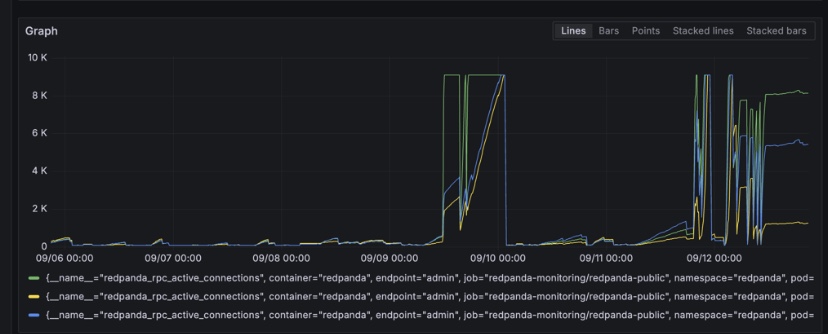 Graph
Lines Bars Points Stacked lines Stacked bars
10 K
8 K
6 K
4 K
2 K
0
09/06 00:00 09/07 00:00 09/08 00:00 09/09 00:00 09/10 00:00 09/11 00:00 09/12 00:00
{__name__="redpanda_rpc_active_connections", container="redpanda", endpoint="admin", job="redpanda-monitoring/redpanda-public", namespace="redpanda", pod=
{__name__="redpanda_rpc_active_connections", container="redpanda", endpoint="admin", job="redpanda-monitoring/redpanda-public", namespace="redpanda", pod=
{__name__="redpanda_rpc_active_connections", container="redpanda", endpoint="admin", job="redpanda-monitoring/redpanda-public", namespace="redpanda", pod=